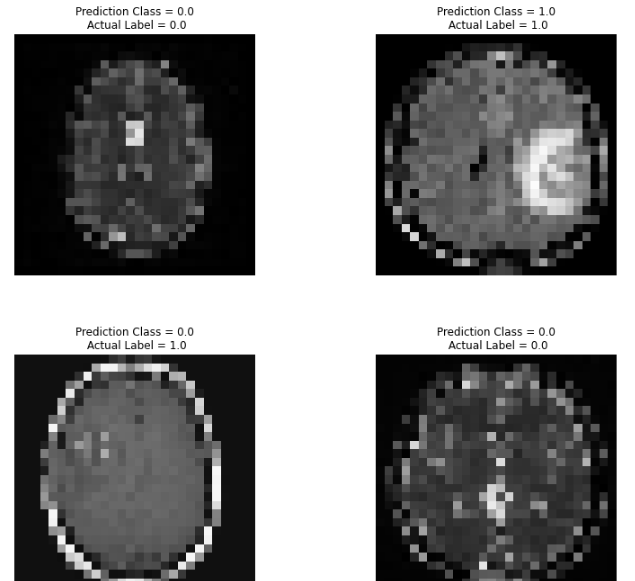 Prediction Class = 0.0
Actual Label = 0.0
Prediction Class = 1.0
Actual Label = 1.0
Prediction Class = 0.0
Actual Label = 1.0
Prediction Class = 0.0
Actual Label = 0.0